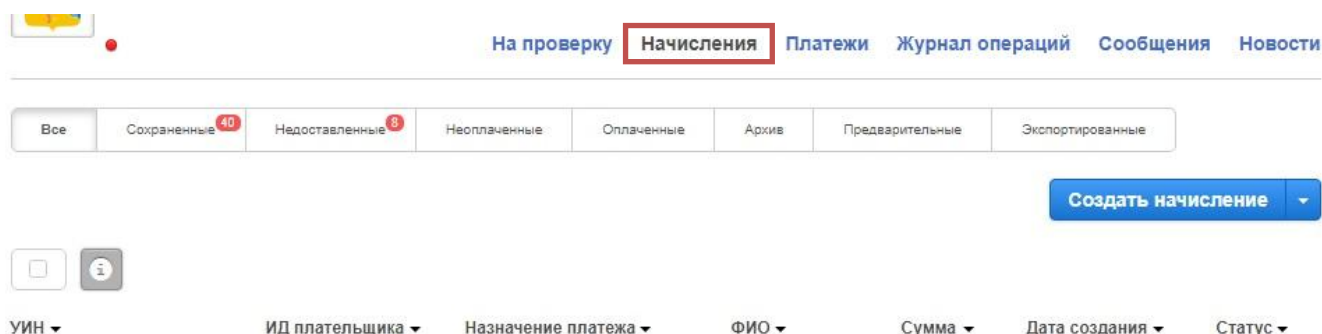 На проверку Начисления Платежи Журнал операций Сообщения Новости
Все Сохраненные 40 Недоставленные 8 Неоплаченные Оплаченные Архив Предварительные Экспортированные
Создать начисление
УИН ИД плательщика Назначение платежа ФИО Сумма Дата создания Статус